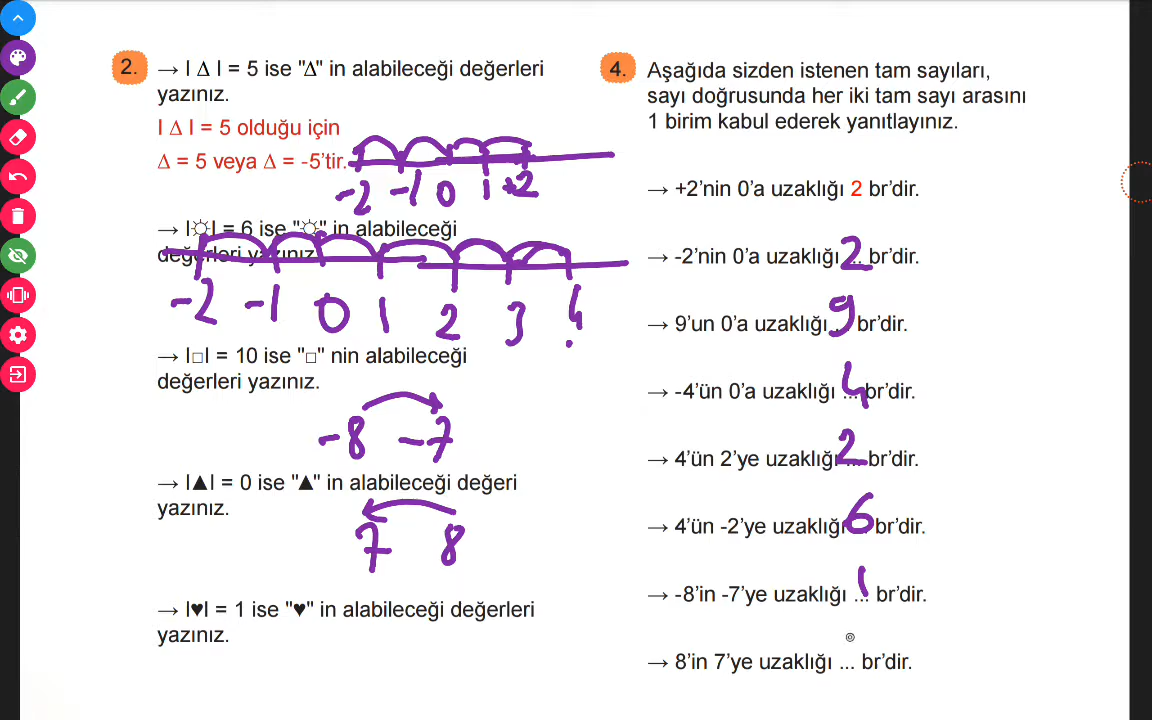 2.
→ | Δ | = 5 ise "Δ" in alabileceği değerleri
yazınız.
| Δ | = 5 olduğu için
Δ = 5 veya Δ = -5'tir.
-2 -1 0 1 +2
→ |☼| = 6 ise "☼" in alabileceği
değerleri yazınız.
-2 -1 0 1 2 3 4
→ |□| = 10 ise "□" nin alabileceği
değerleri yazınız.
-8 -7
→ |▲| = 0 ise "▲" in alabileceği değeri
yazınız.
7 8
→ |♥| = 1 ise "♥" in alabileceği değerleri
yazınız.
4.
Aşağıda sizden istenen tam sayıları,
sayı doğrusunda her iki tam sayı arasını
1 birim kabul ederek yanıtlayınız.
→ +2'nin 0'a uzaklığı 2 br'dir.
→ -2'nin 0'a uzaklığı 2 br'dir.
→ 9'un 0'a uzaklığı 9 br'dir.
→ -4'ün 0'a uzaklığı 4 br'dir.
→ 4'ün 2'ye uzaklığı 2 br'dir.
→ 4'ün -2'ye uzaklığı 6 br'dir.
→ -8'in -7'ye uzaklığı 1 br'dir.
→ 8'in 7'ye uzaklığı ... br'dir.